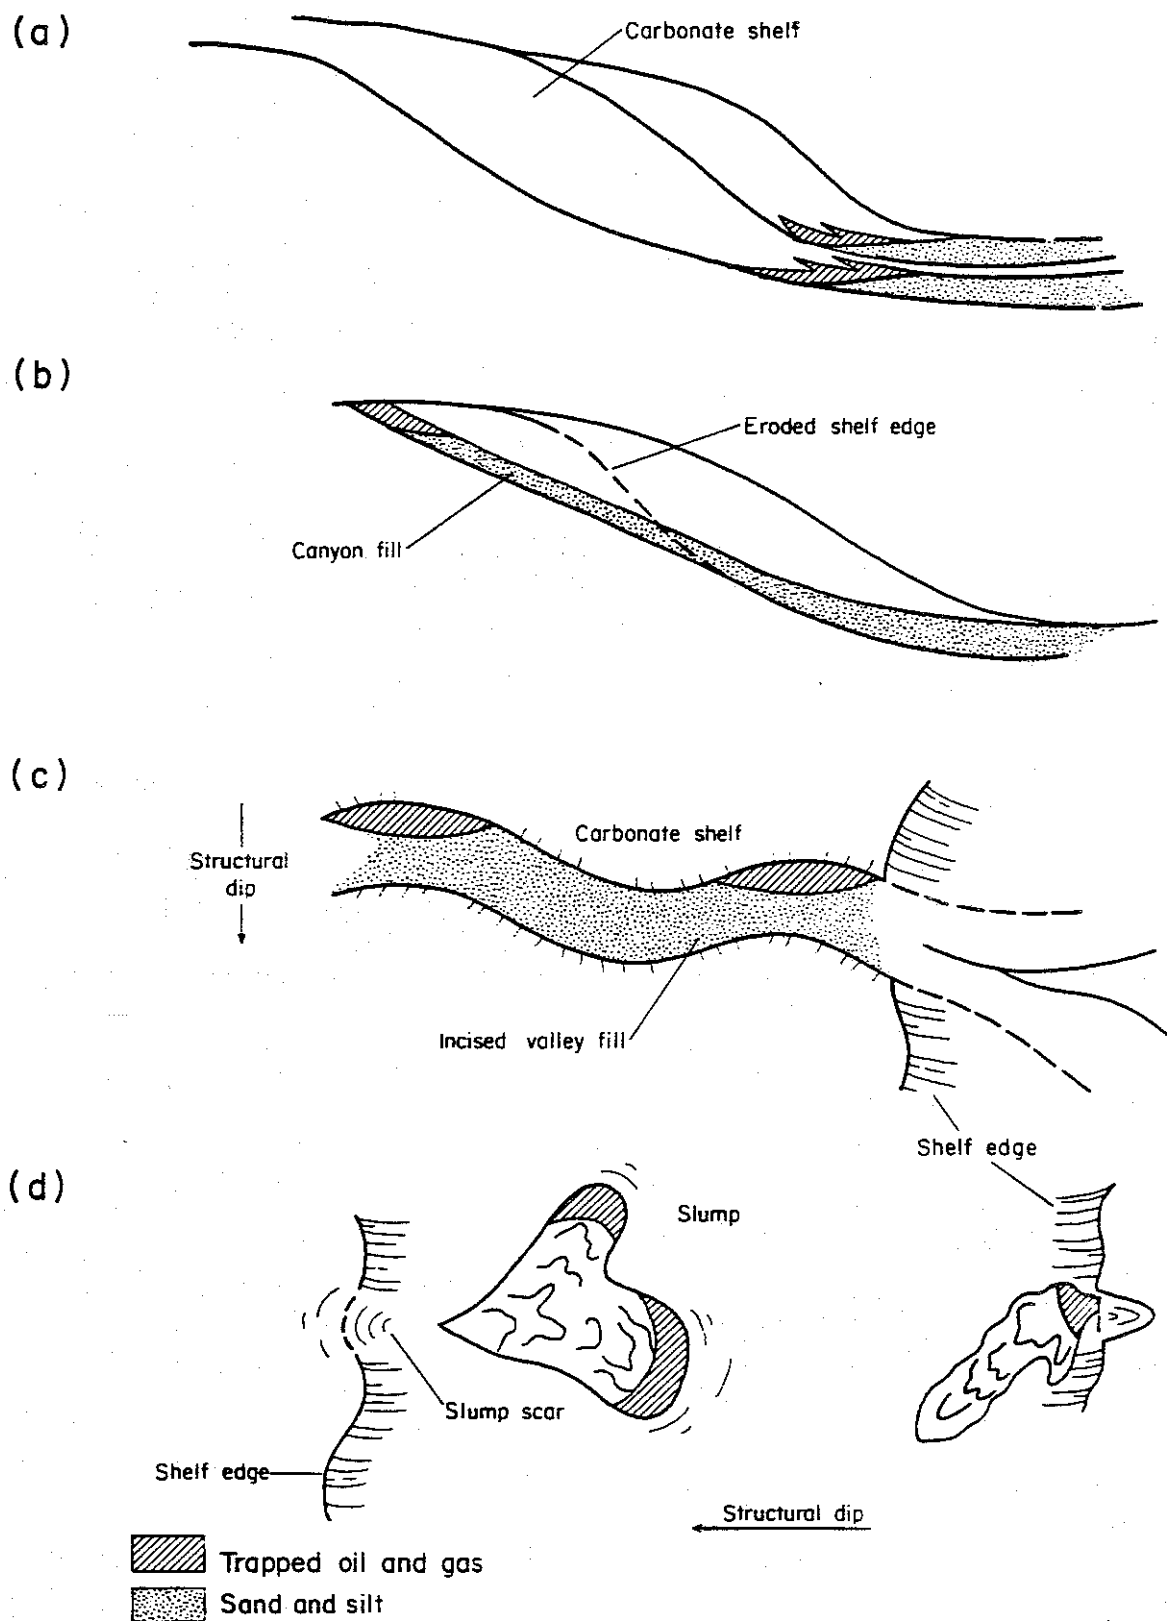 (a)
Carbonate shelf
(b)
Eroded shelf edge
Canyon fill
(c)
Structural
dip
Carbonate shelf
Incised valley fill
Shelf edge
(d)
Slump
Slump scar
Shelf edge
Structural dip
Trapped oil and gas
Sand and silt